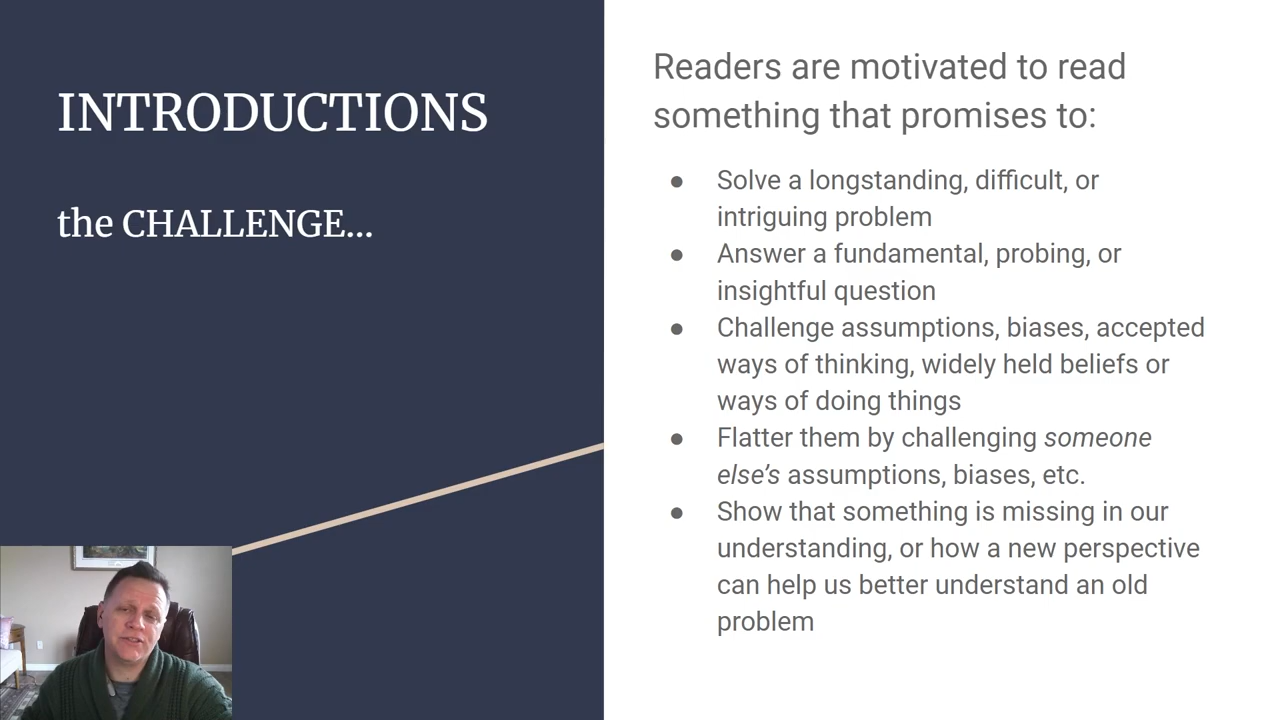 INTRODUCTIONS
the CHALLENGE...
Readers are motivated to read
something that promises to:
● Solve a longstanding, difficult, or
intriguing problem
● Answer a fundamental, probing, or
insightful question
● Challenge assumptions, biases, accepted
ways of thinking, widely held beliefs or
ways of doing things
● Flatter them by challenging someone
else's assumptions, biases, etc.
● Show that something is missing in our
understanding, or how a new perspective
can help us better understand an old
problem